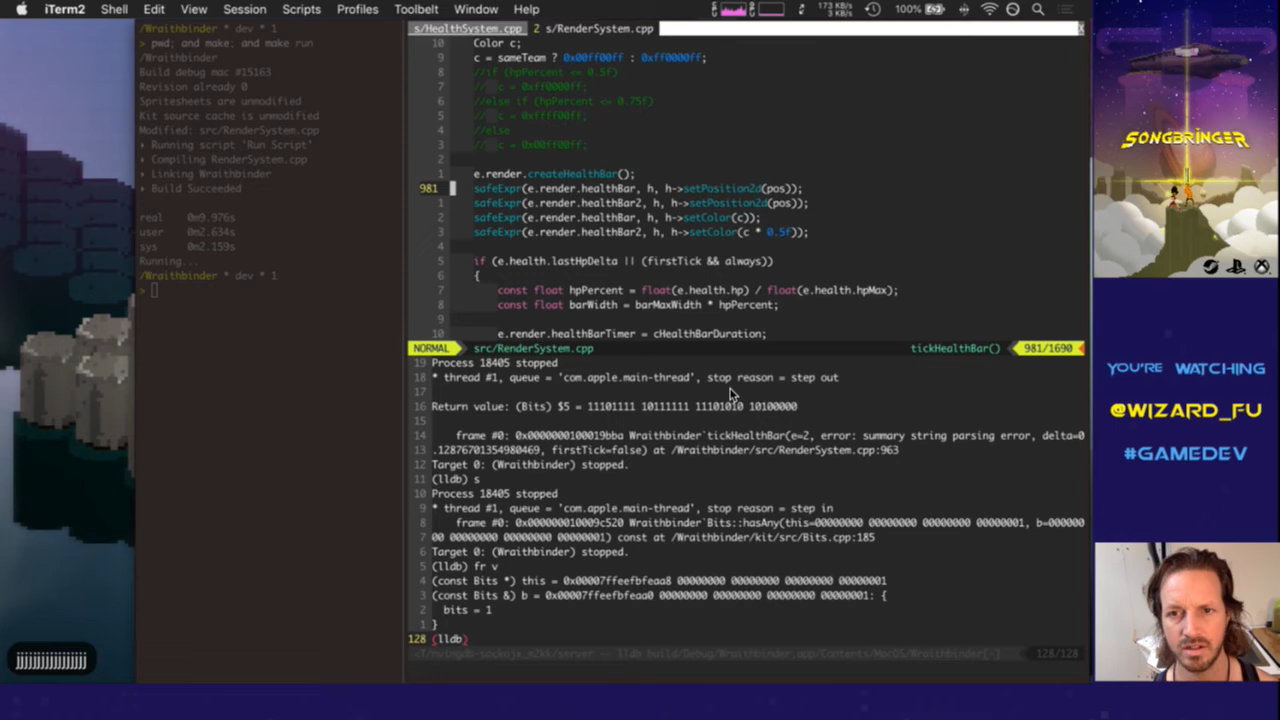 iTerm2 Shell Edit View Session Scripts Profiles Toolbelt Window Help
173 KB
3 KB/s
100%
/Wraithbinder * dev * 1
> pwd; and make; and make run
/Wraithbinder
Build debug mac #15163
Revision already 0
Spritesheets are unmodified
Kit source cache is unmodified
Modified: src/RenderSystem.cpp
› Running script 'Run Script'
› Compiling RenderSystem.cpp
› Linking Wraithbinder
› Build Succeeded
real 0m9.976s
user 0m2.634s
sys 0m2.159s
Running...
/Wraithbinder * dev * 1
>
jjjjjjjjjjjjjjj
s/HealthSystem.cpp 2 s/RenderSystem.cpp
10 Color c;
9 c = sameTeam ? 0x00ff00ff : 0xff0000ff;
8 //if (hpPercent <= 0.5f)
7 // c = 0xff0000ff;
6 //else if (hpPercent <= 0.75f)
5 // c = 0xffff00ff;
4 //else
3 // c = 0x00ff00ff;
2
1 e.render.createHealthBar();
981 safeExpr(e.render.healthBar, h, h->setPosition2d(pos));
1 safeExpr(e.render.healthBar2, h, h->setPosition2d(pos));
2 safeExpr(e.render.healthBar, h, h->setColor(c));
3 safeExpr(e.render.healthBar2, h, h->setColor(c * 0.5f));
4
5 if (e.health.lastHpDelta || (firstTick && always))
6 {
7 const float hpPercent = float(e.health.hp) / float(e.health.hpMax);
8 const float barWidth = barMaxWidth * hpPercent;
9
10 e.render.healthBarTimer = cHealthBarDuration;
NORMAL src/RenderSystem.cpp tickHealthBar() 981/1690
19 Process 18405 stopped
18 * thread #1, queue = 'com.apple.main-thread', stop reason = step out
17
16 Return value: (Bits) $5 = 11101111 10111111 11101010 10100000
15
14 frame #0: 0x0000000100019bba Wraithbinder`tickHealthBar(e=2, error: summary string parsing error, delta=0
13 .12876701354980469, firstTick=false) at /Wraithbinder/src/RenderSystem.cpp:963
12 Target 0: (Wraithbinder) stopped.
11 (lldb) s
10 Process 18405 stopped
9 * thread #1, queue = 'com.apple.main-thread', stop reason = step in
8 frame #0: 0x000000010009c520 Wraithbinder`Bits::hasAny(this=00000000 00000000 00000000 00000001, b=000000
7 00 00000000 00000000 00000001) const at /Wraithbinder/kit/src/Bits.cpp:185
6 Target 0: (Wraithbinder) stopped.
5 (lldb) fr v
4 (const Bits *) this = 0x00007ffeefbfeaa8 00000000 00000000 00000000 00000001
3 (const Bits &) b = 0x00007ffeefbfeaa0 00000000 00000000 00000000 00000001: {
2 bits = 1
1 }
128 (lldb)
128/128
SONGBRINGER
YOU'RE WATCHING
@WIZARD_FU
#GAMEDEV